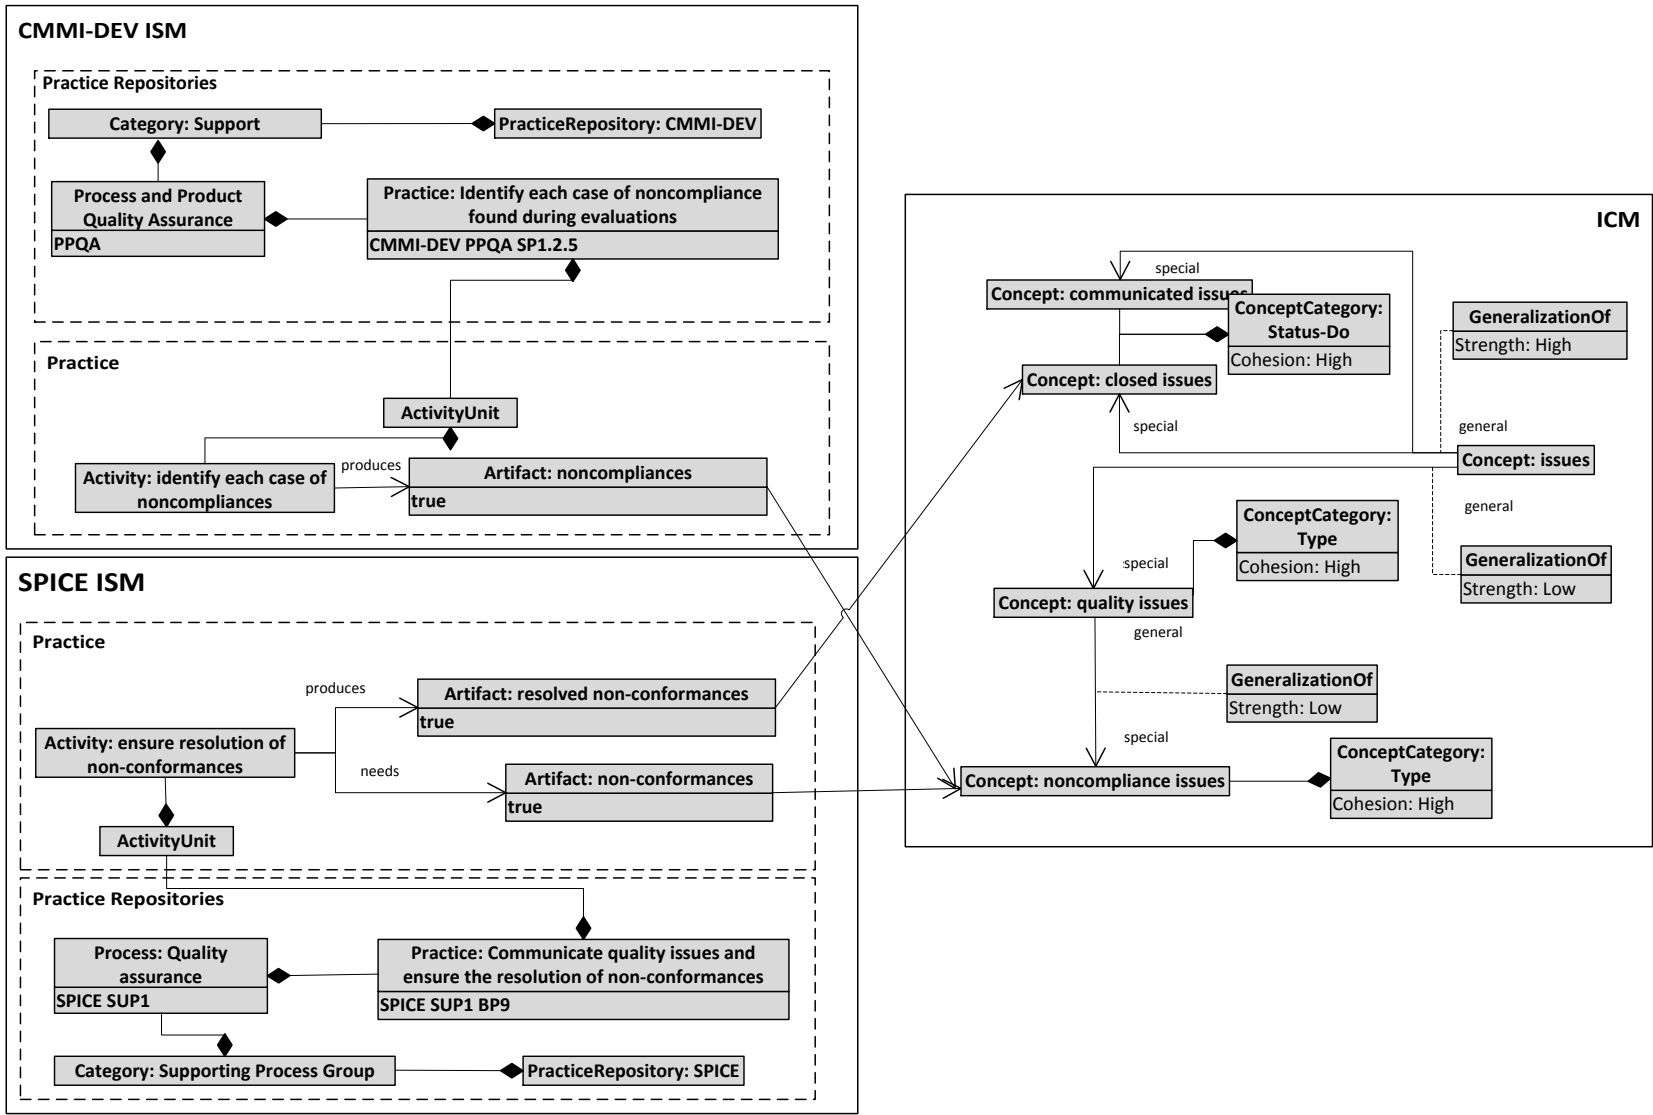 CMMI-DEV ISM
Practice Repositories
Category: Support
PracticeRepository: CMMI-DEV
Process and Product
Quality Assurance
PPQA
Practice: Identify each case of noncompliance
found during evaluations
CMMI-DEV PPQA SP1.2.5
Practice
ActivityUnit
Activity: identify each case of
noncompliances
produces
Artifact: noncompliances
true
SPICE ISM
Practice
produces
Artifact: resolved non-conformances
true
Activity: ensure resolution of
non-conformances
needs
Artifact: non-conformances
true
ActivityUnit
Practice Repositories
Process: Quality
assurance
SPICE SUP1
Practice: Communicate quality issues and
ensure the resolution of non-conformances
SPICE SUP1 BP9
Category: Supporting Process Group
PracticeRepository: SPICE
ICM
special
Concept: communicated issues
ConceptCategory:
Status-Do
Cohesion: High
GeneralizationOf
Strength: High
Concept: closed issues
special
general
Concept: issues
general
ConceptCategory:
Type
Cohesion: High
special
GeneralizationOf
Strength: Low
Concept: quality issues
general
GeneralizationOf
Strength: Low
special
Concept: noncompliance issues
ConceptCategory:
Type
Cohesion: High